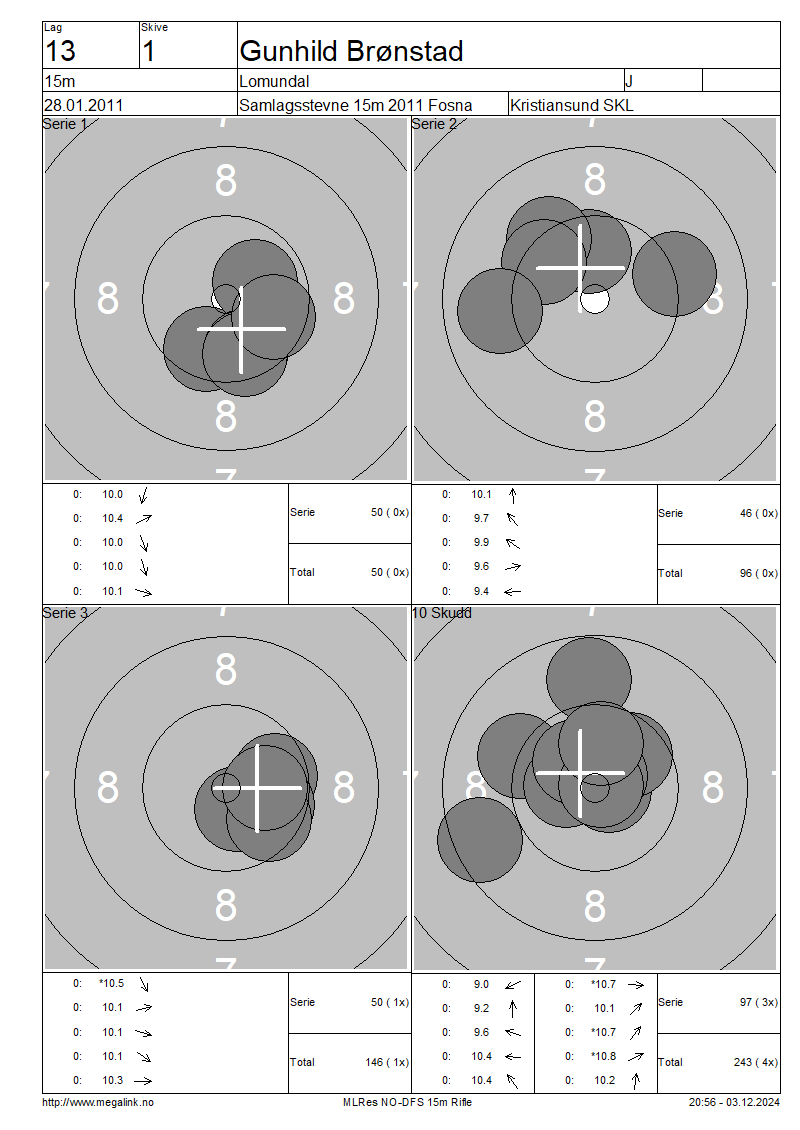 Lag
Skive
13
1
Gunhild Brønstad
15m
Lomundal
J
28.01.2011
Samlagsstevne 15m 2011 Fosna
Kristiansund SKL
Serie 1
8
8
8
8
7
0: 10.0
0: 10.4
0: 10.0
0: 10.0
0: 10.1
Serie 50 ( 0x)
Total 50 ( 0x)
Serie 2
8
8
8
7
0: 10.1
0: 9.7
0: 9.9
0: 9.6
0: 9.4
Serie 46 ( 0x)
Total 96 ( 0x)
Serie 3
8
8
8
8
7
0: *10.5
0: 10.1
0: 10.1
0: 10.1
0: 10.3
Serie 50 ( 1x)
Total 146 ( 1x)
10 Skudd
8
8
8
7
0: 9.0
0: 9.2
0: 9.6
0: 10.4
0: 10.4
0: *10.7
0: 10.1
0: *10.7
0: *10.8
0: 10.2
Serie 97 ( 3x)
Total 243 ( 4x)
http://www.megalink.no
MLRes NO-DFS 15m Rifle
20:56 - 03.12.2024